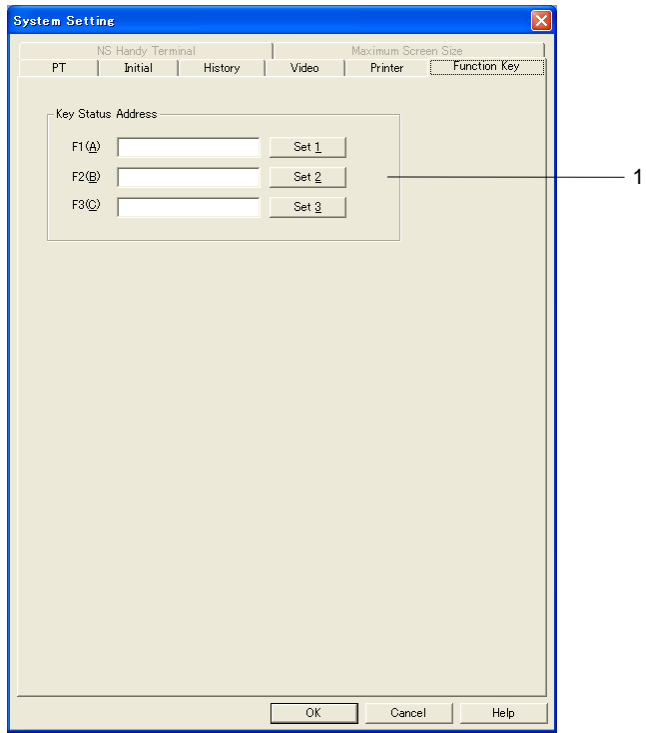 System Setting
NS Handy Terminal Maximum Screen Size
PT Initial History Video Printer Function Key
Key Status Address
F1(A) Set 1
1
F2(B) Set 2
F3(C) Set 3
OK Cancel Help